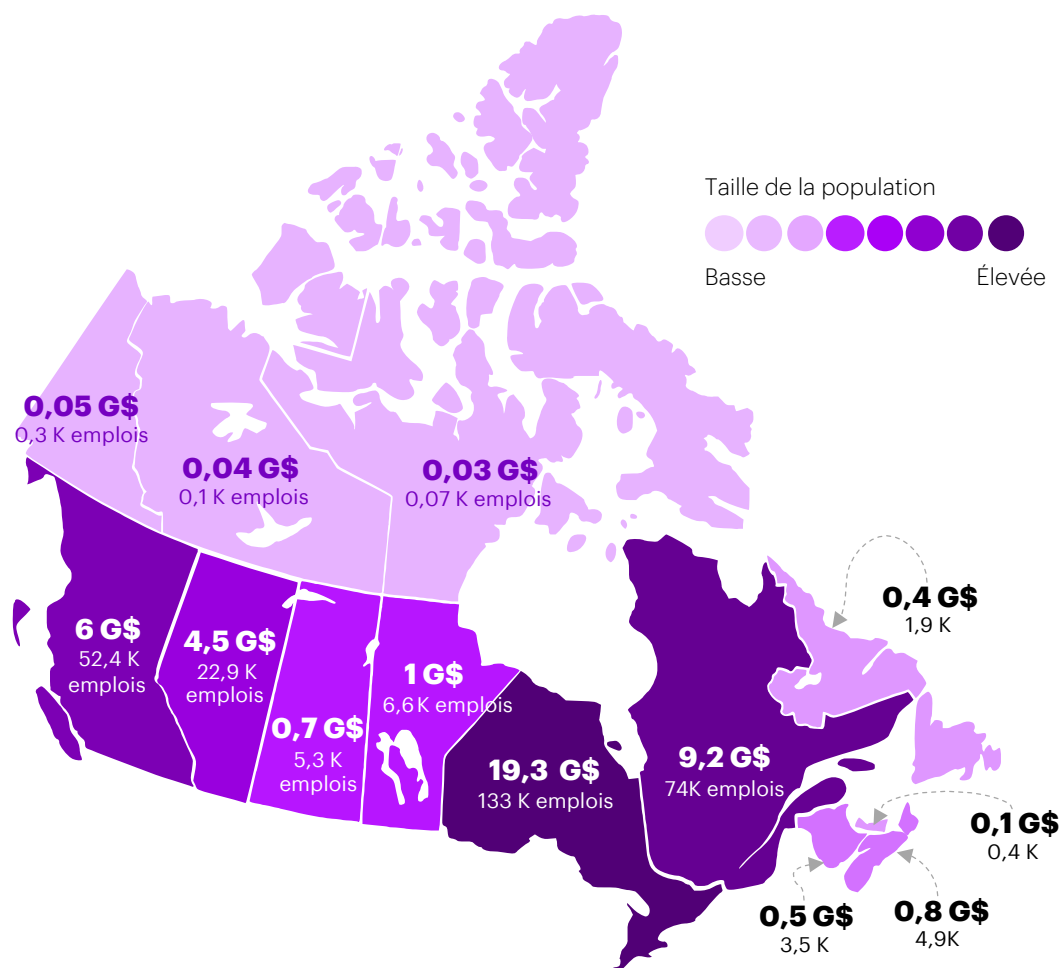 Taille de la population
Basse
Élevée
0,05 G$
0,3 K emplois
0,04 G$
0,1 K emplois
0,03 G$
0,07 K emplois
6 G$
52,4 K
emplois
4,5 G$
22,9 K
emplois
0,7 G$
5,3 K
emplois
1 G$
6,6 K emplois
19,3 G$
133 K emplois
9,2 G$
74K emplois
0,4 G$
1,9 K
0,1 G$
0,4 K
0,5 G$
3,5 K
0,8 G$
4,9K